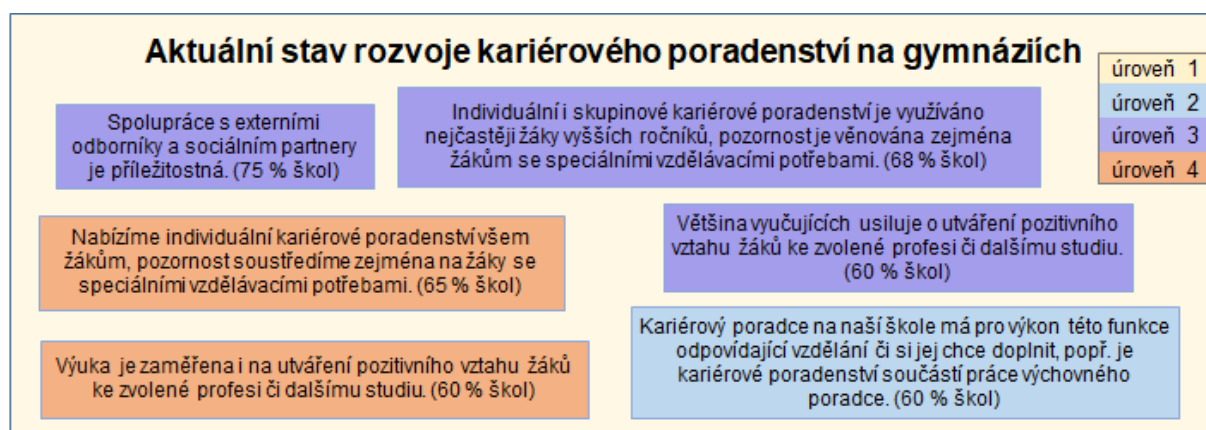 Aktuální stav rozvoje kariérového poradenství na gymnáziích
úroveň 1
úroveň 2
úroveň 3
úroveň 4
Spolupráce s externími
odborníky a sociálním partnery
je příležitostná. (75 % škol)
Individuální i skupinové kariérové poradenství je využíváno
nejčastěji žáky vyšších ročníků, pozornost je věnována zejména
žákům se speciálními vzdělávacími potřebami. (68 % škol)
Nabízíme individuální kariérové poradenství všem
žákům, pozornost soustředíme zejména na žáky se
speciálními vzdělávacími potřebami. (65 % škol)
Většina vyučujících usiluje o utváření pozitivního
vztahu žáků ke zvolené profesi či dalšímu studiu.
(60 % škol)
Výuka je zaměřena i na utváření pozitivního vztahu žáků
ke zvolené profesi či dalšímu studiu. (60 % škol)
Kariérový poradce na naší škole má pro výkon této funkce
odpovídající vzdělání či si jej chce doplnit, popř. je
kariérové poradenství součástí práce výchovného
poradce. (60 % škol)